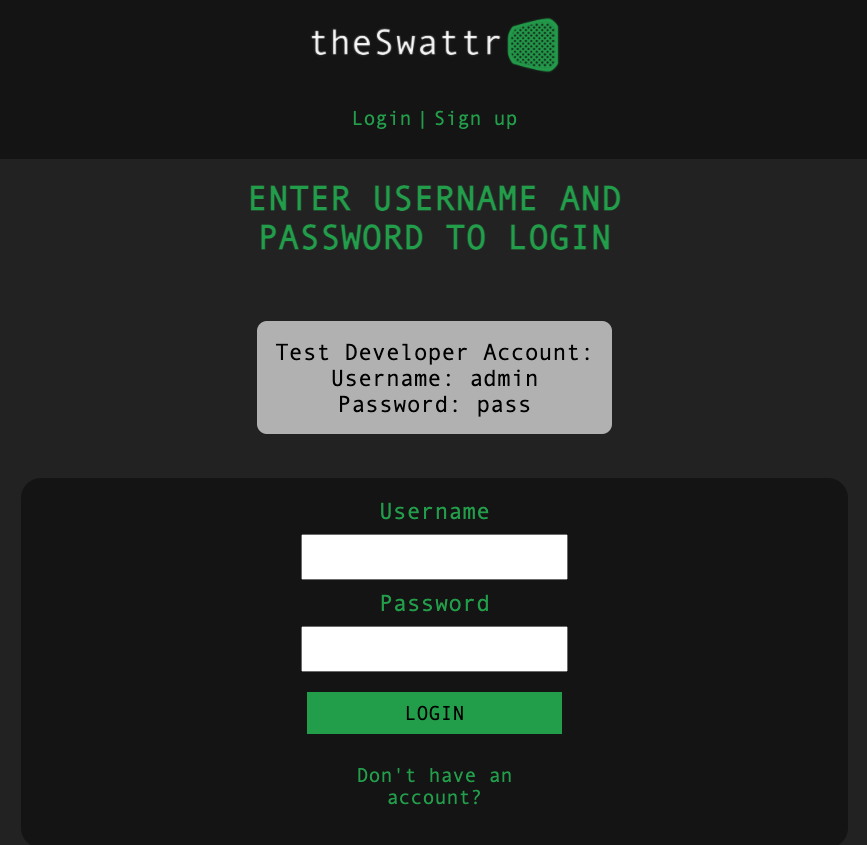 theSwattr
Login | Sign up
ENTER USERNAME AND
PASSWORD TO LOGIN
Test Developer Account:
Username: admin
Password: pass
Username
Password
LOGIN
Don't have an
account?